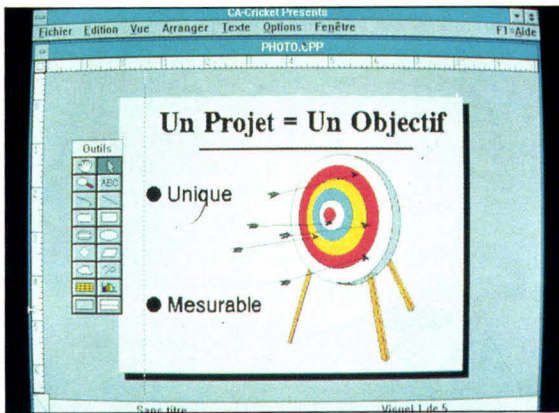 CA-Cricket Presents
Fichier Edition Vue Arranger Texte Options Fenêtre F1=Aide
PHOTO.CPP
Un Projet = Un Objectif
Outils
ABC
Unique
Mesurable
Sans titre Visuel 1 de 5